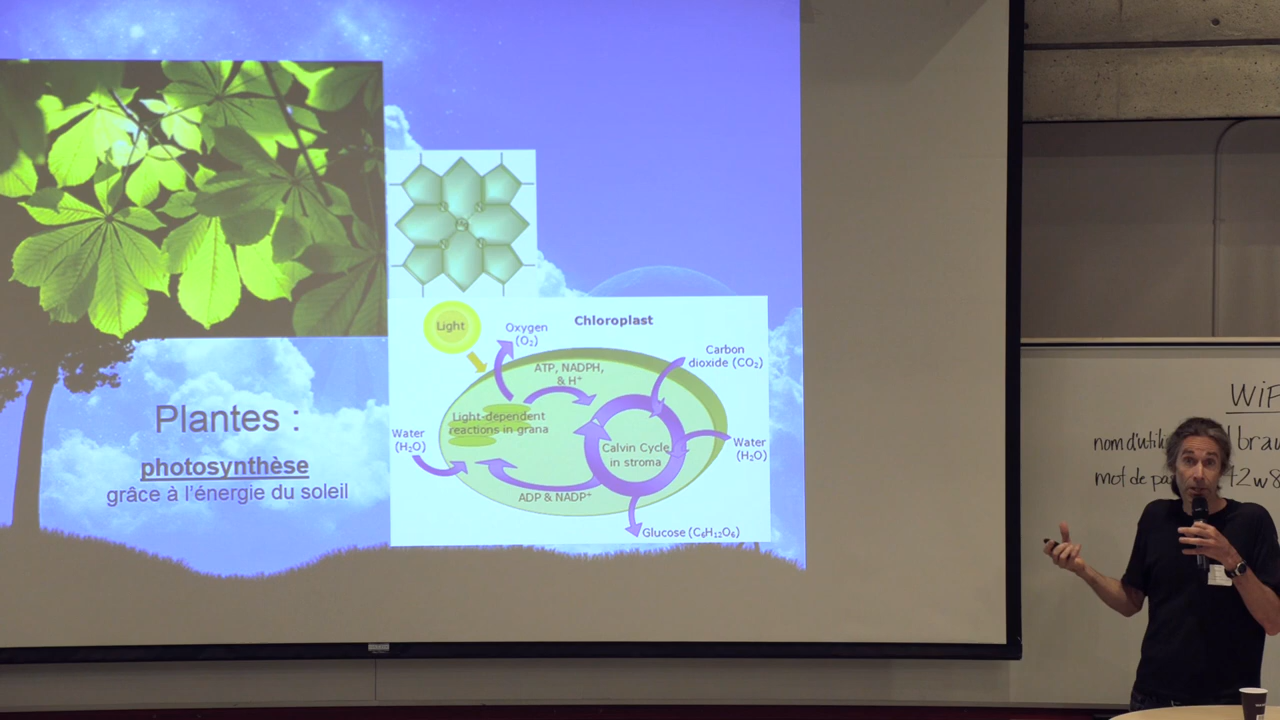 Plantes :
photosynthèse
grâce à l'énergie du soleil
Chloroplast
Light
Oxygen
(O₂)
Carbon
dioxide (CO₂)
ATP, NADPH,
& H⁺
Light-dependent
reactions in grana
Water
(H₂O)
Calvin Cycle
in stroma
Water
(H₂O)
ADP & NADP⁺
Glucose (C₆H₁₂O₆)
nom d'utili
mot de pa